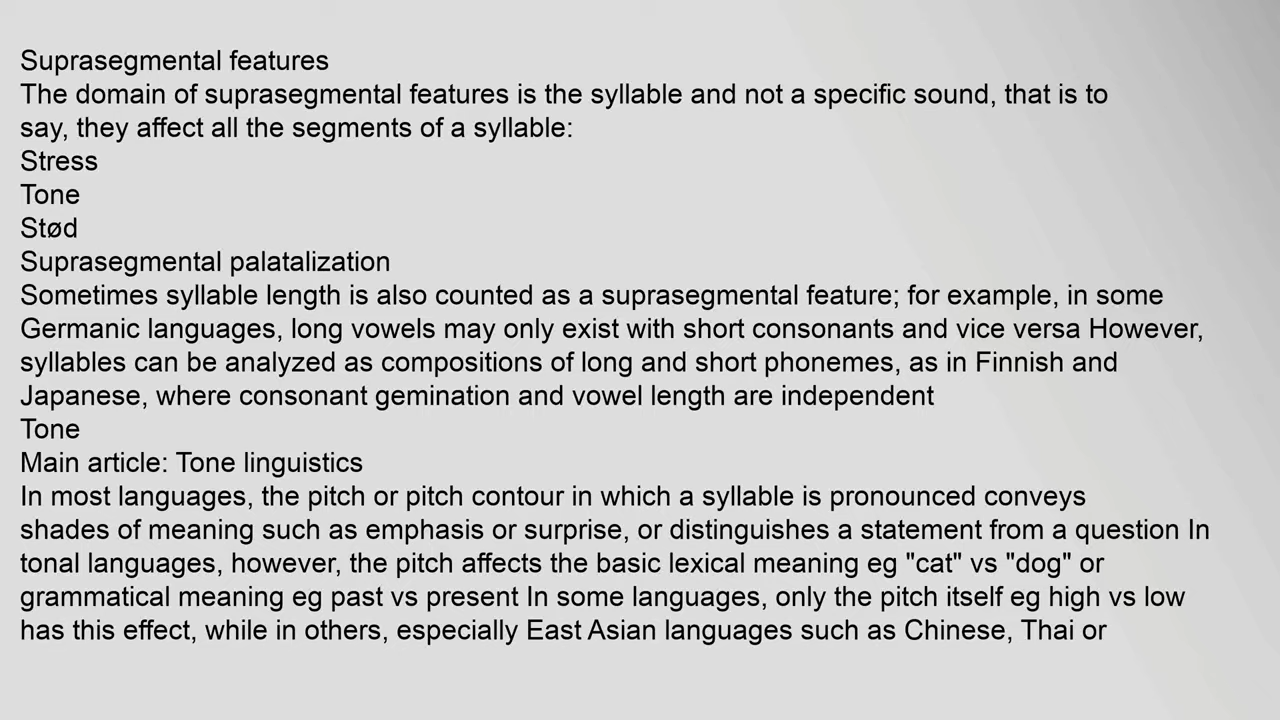 Suprasegmental features
The domain of suprasegmental features is the syllable and not a specific sound, that is to
say, they affect all the segments of a syllable:
Stress
Tone
Stød
Suprasegmental palatalization
Sometimes syllable length is also counted as a suprasegmental feature; for example, in some
Germanic languages, long vowels may only exist with short consonants and vice versa However,
syllables can be analyzed as compositions of long and short phonemes, as in Finnish and
Japanese, where consonant gemination and vowel length are independent
Tone
Main article: Tone linguistics
In most languages, the pitch or pitch contour in which a syllable is pronounced conveys
shades of meaning such as emphasis or surprise, or distinguishes a statement from a question In
tonal languages, however, the pitch affects the basic lexical meaning eg "cat" vs "dog" or
grammatical meaning eg past vs present In some languages, only the pitch itself eg high vs low
has this effect, while in others, especially East Asian languages such as Chinese, Thai or